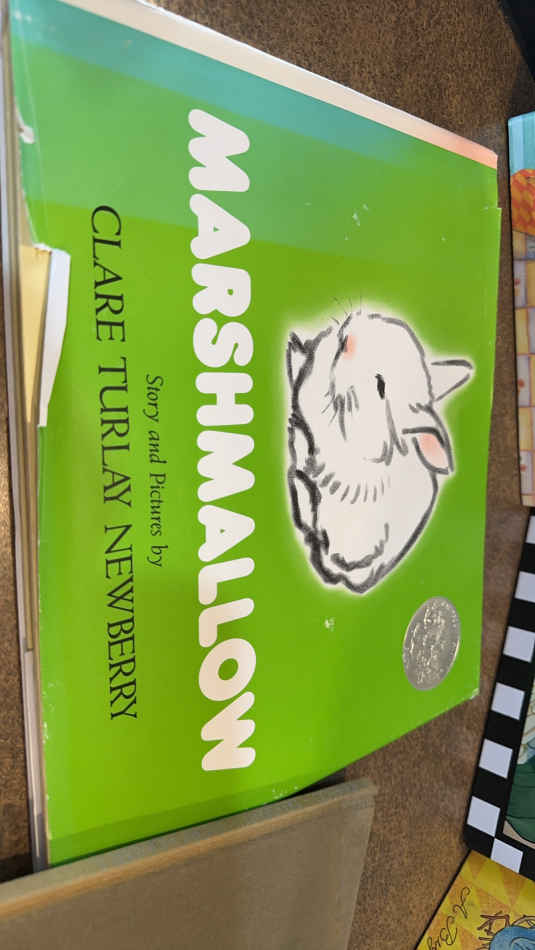 MARSHMALLOW
Story and Pictures by
CLARE TURLAY NEWBERRY
A